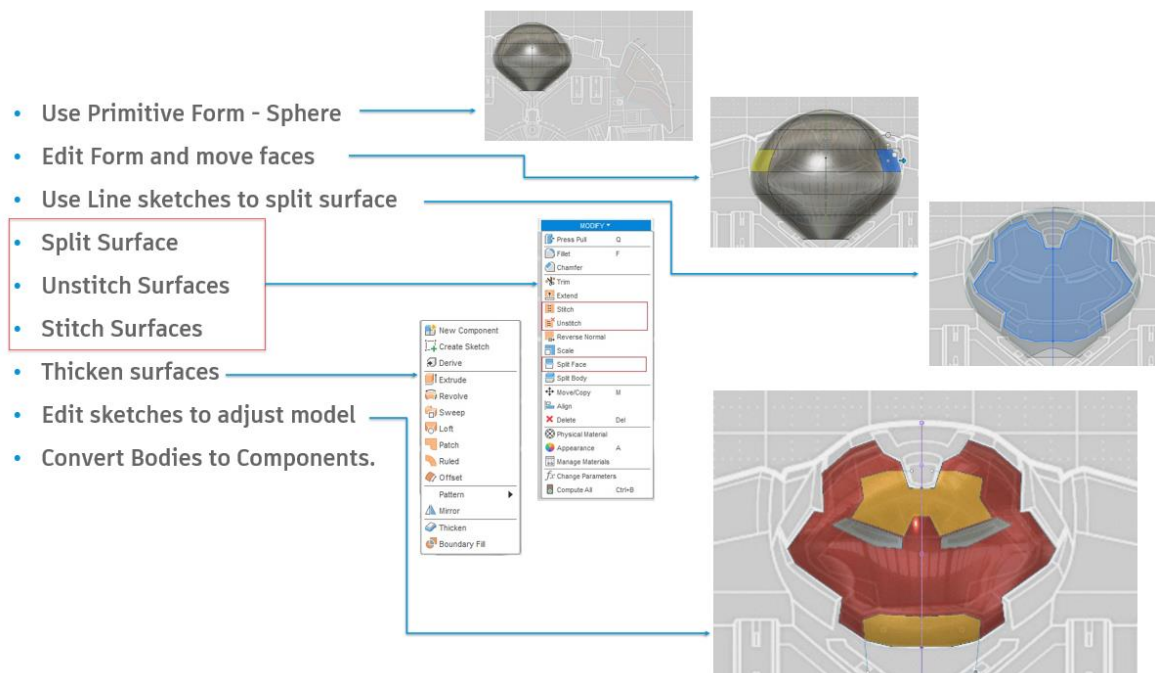 Use Primitive Form - Sphere
Edit Form and move faces
Use Line sketches to split surface
Split Surface
Unstitch Surfaces
Stitch Surfaces
Thicken surfaces
Edit sketches to adjust model
Convert Bodies to Components.
New Component
Create Sketch
Derive
Extrude
Revolve
Sweep
Loft
Patch
Ruled
Offset
Pattern
Mirror
Thicken
Boundary Fill
MODIFY
Press Pull Q
Fillet F
Chamfer
Trim
Extend
Stitch
Unstitch
Reverse Normal
Scale
Split Face
Split Body
Move/Copy M
Align
Delete Del
Physical Material
Appearance A
Manage Materials
Change Parameters
Compute All Ctrl+B